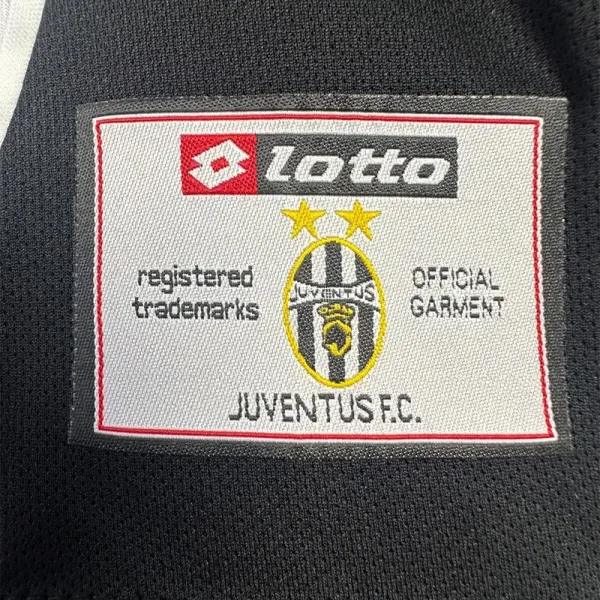 lotto
registered
trademarks
OFFICIAL
GARMENT
JUVENTUS
JUVENTUS F.C.